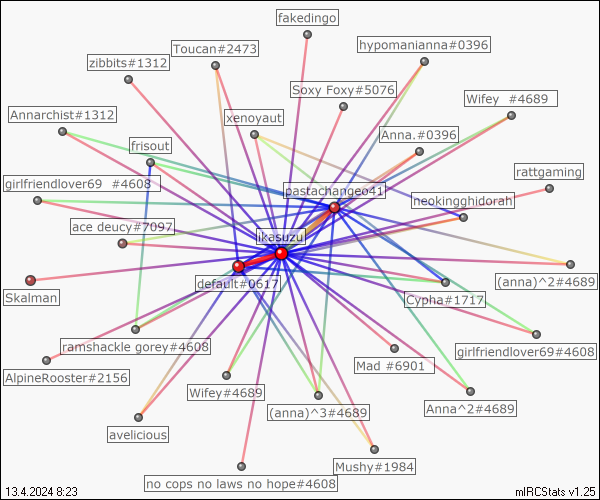 fakedingo
hypomanianna#0396
Toucan#2473
zibbits#1312
Soxy Foxy#5076
Wifey  #4689
Annarchist#1312
xenoyaut
Anna.#0396
frisout
rattgaming
girlfriendlover69  #4608
pastachangeo41
neokingghidorah
ace deucy#7097
ikasuzu
default#0617
(anna)^2#4689
Skalman
Cypha#1717
ramshackle gorey#4608
girlfriendlover69#4608
Mad #6901
AlpineRooster#2156
Wifey#4689
(anna)^3#4689
Anna^2#4689
avelicious
Mushy#1984
no cops no laws no hope#4608
13.4.2024 8:23
mIRCStats v1.25